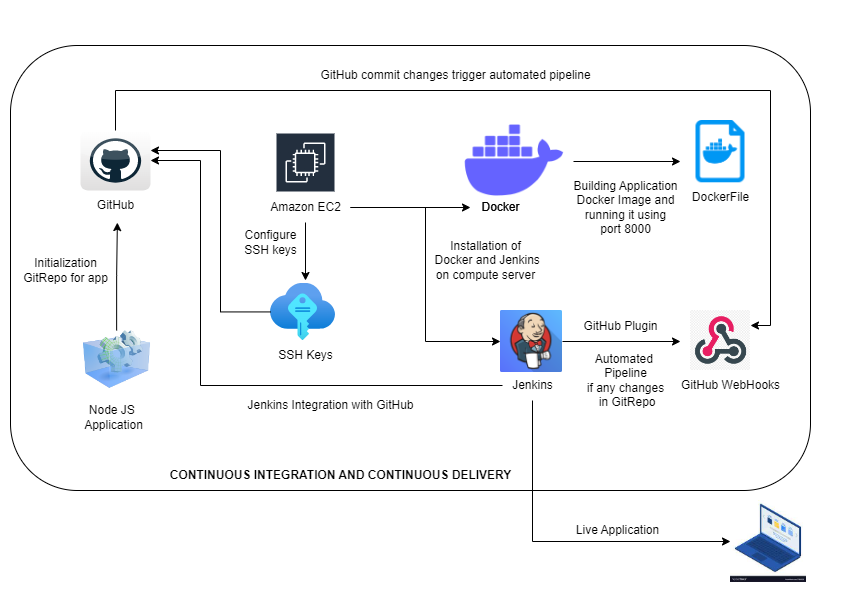 GitHub commit changes trigger automated pipeline
GitHub
Amazon EC2
Docker
DockerFile
Building Application
Docker Image and
running it using
port 8000
Configure
SSH keys
Installation of
Docker and Jenkins
on compute server
Initialization
GitRepo for app
SSH Keys
GitHub Plugin
Automated
Pipeline
if any changes
in GitRepo
Jenkins
GitHub WebHooks
Node JS
Application
Jenkins Integration with GitHub
CONTINUOUS INTEGRATION AND CONTINUOUS DELIVERY
Live Application